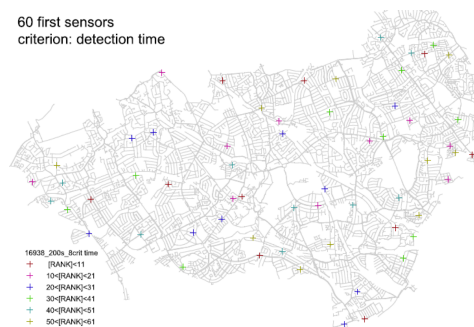 60 first sensors
criterion: detection time
16938_200s_8crit time
[RANK]<11
10<[RANK]<21
20<[RANK]<31
30<[RANK]<41
40<[RANK]<51
50<[RANK]<61